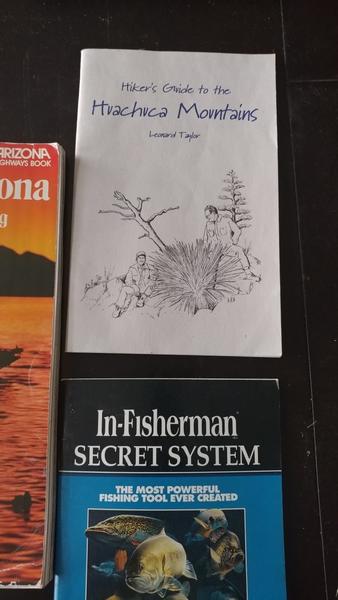 Hiker's Guide to the
Huachuca Mountains
Leonard Taylor
ARIZONA
GHWAYS BOOK
ona
g
In-Fisherman
SECRET SYSTEM
THE MOST POWERFUL
FISHING TOOL EVER CREATED